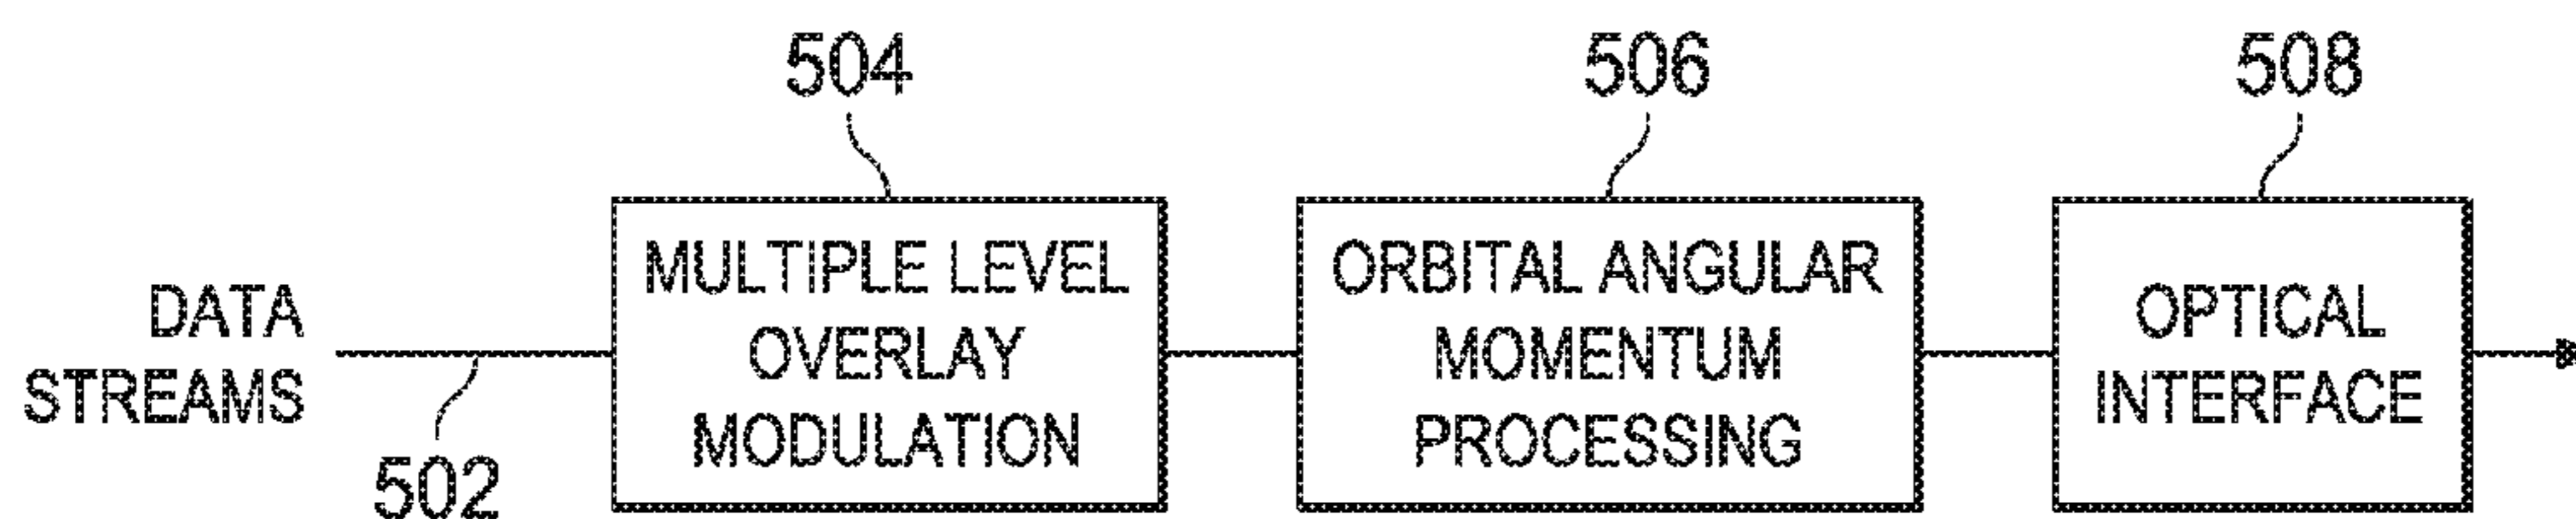 504
506
508
DATA
STREAMS
502
MULTIPLE LEVEL
OVERLAY
MODULATION
ORBITAL ANGULAR
MOMENTUM
PROCESSING
OPTICAL
INTERFACE